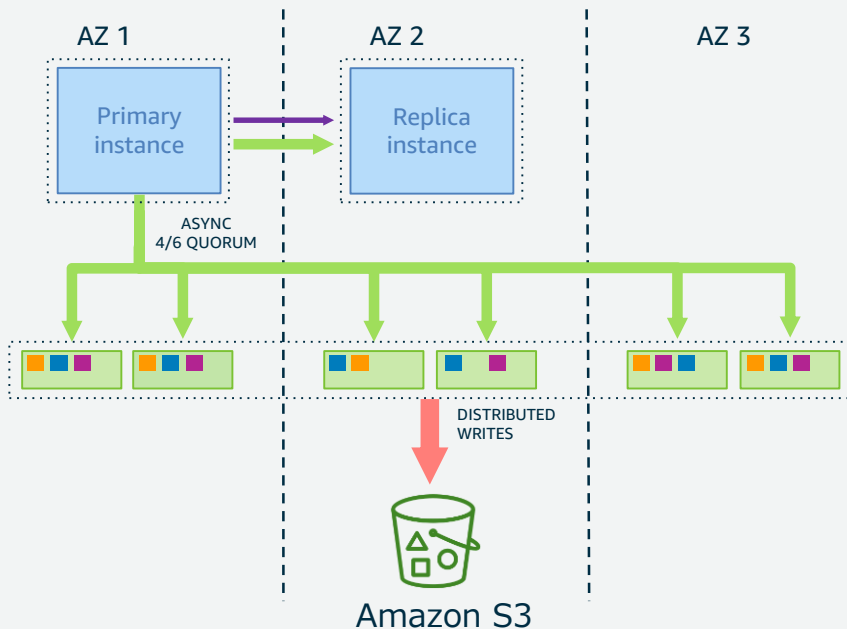 AZ 1
AZ 2
AZ 3
Primary
instance
Replica
instance
ASYNC
4/6 QUORUM
DISTRIBUTED
WRITES
Amazon S3